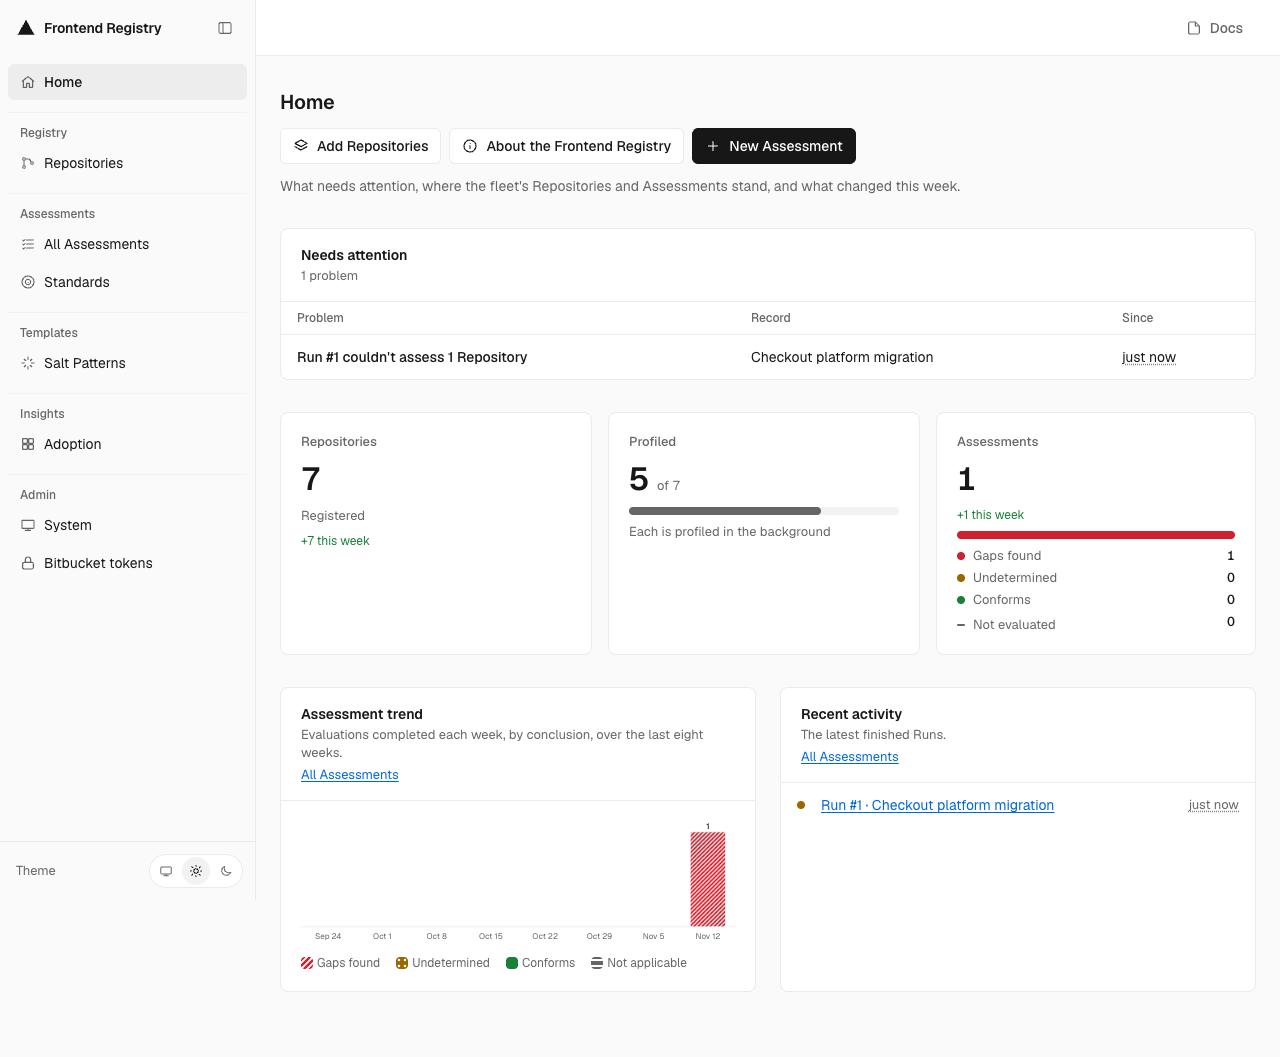 Frontend Registry
Docs
Home
Registry
Repositories
Assessments
All Assessments
Standards
Templates
Salt Patterns
Insights
Adoption
Admin
System
Bitbucket tokens
Theme
Home
Add Repositories
About the Frontend Registry
New Assessment
What needs attention, where the fleet's Repositories and Assessments stand, and what changed this week.
Needs attention
1 problem
Problem Record Since
Run #1 couldn't assess 1 Repository Checkout platform migration just now
Repositories
7
Registered
+7 this week
Profiled
5 of 7
Each is profiled in the background
Assessments
1
+1 this week
Gaps found 1
Undetermined 0
Conforms 0
Not evaluated 0
Assessment trend
Evaluations completed each week, by conclusion, over the last eight
weeks.
All Assessments
1
Sep 24 Oct 1 Oct 8 Oct 15 Oct 22 Oct 29 Nov 5 Nov 12
Gaps found Undetermined Conforms Not applicable
Recent activity
The latest finished Runs.
All Assessments
Run #1 · Checkout platform migration just now